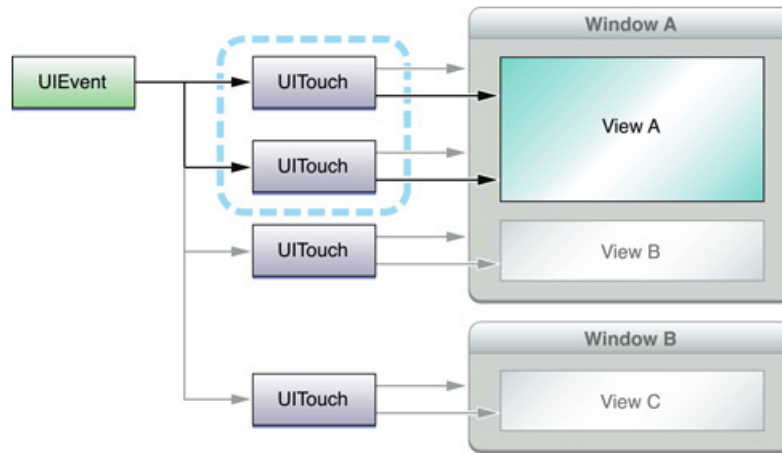 Window A
UIEvent
UITouch
View A
UITouch
UITouch
View B
Window B
UITouch
View C